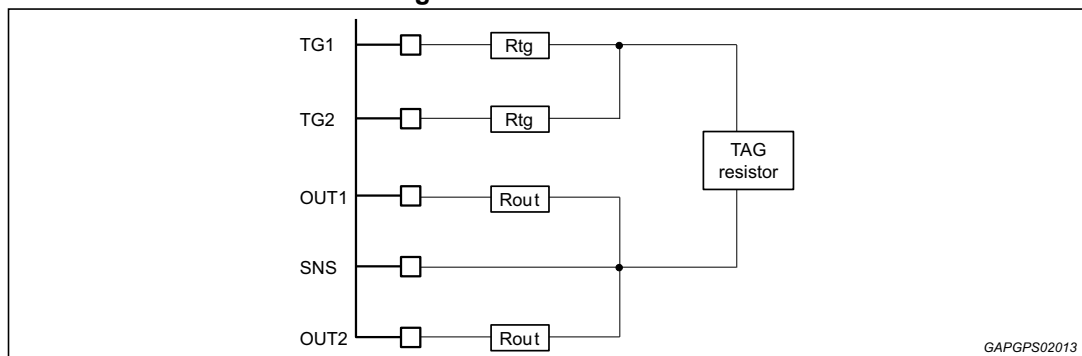 TG1
Rtg
TG2
Rtg
TAG
resistor
OUT1
Rout
SNS
OUT2
Rout
GAPGPS02013